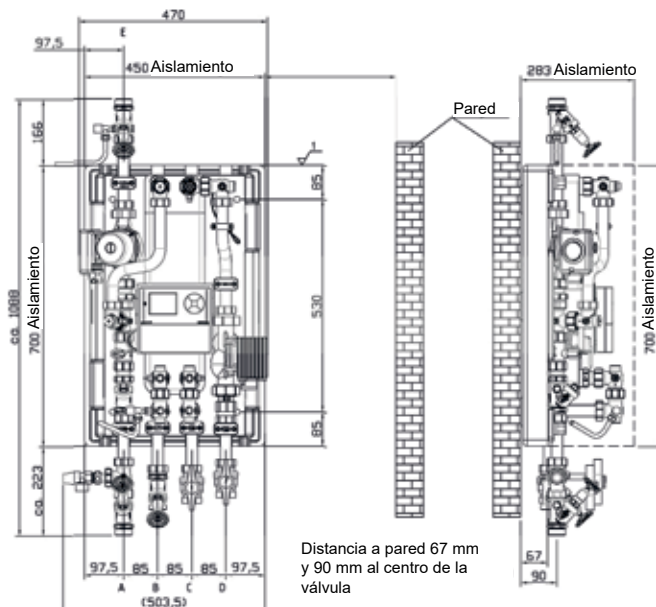 470
97,5
E
450 Aislamiento
283 Aislamiento
Pared
166
1
85
ca. 1088
700 Aislamiento
530
700 Aislamiento
85
ca. 223
97,5 85 85 85 97,5
A B C D
(503,5)
Distancia a pared 67 mm
y 90 mm al centro de la
válvula
67
90